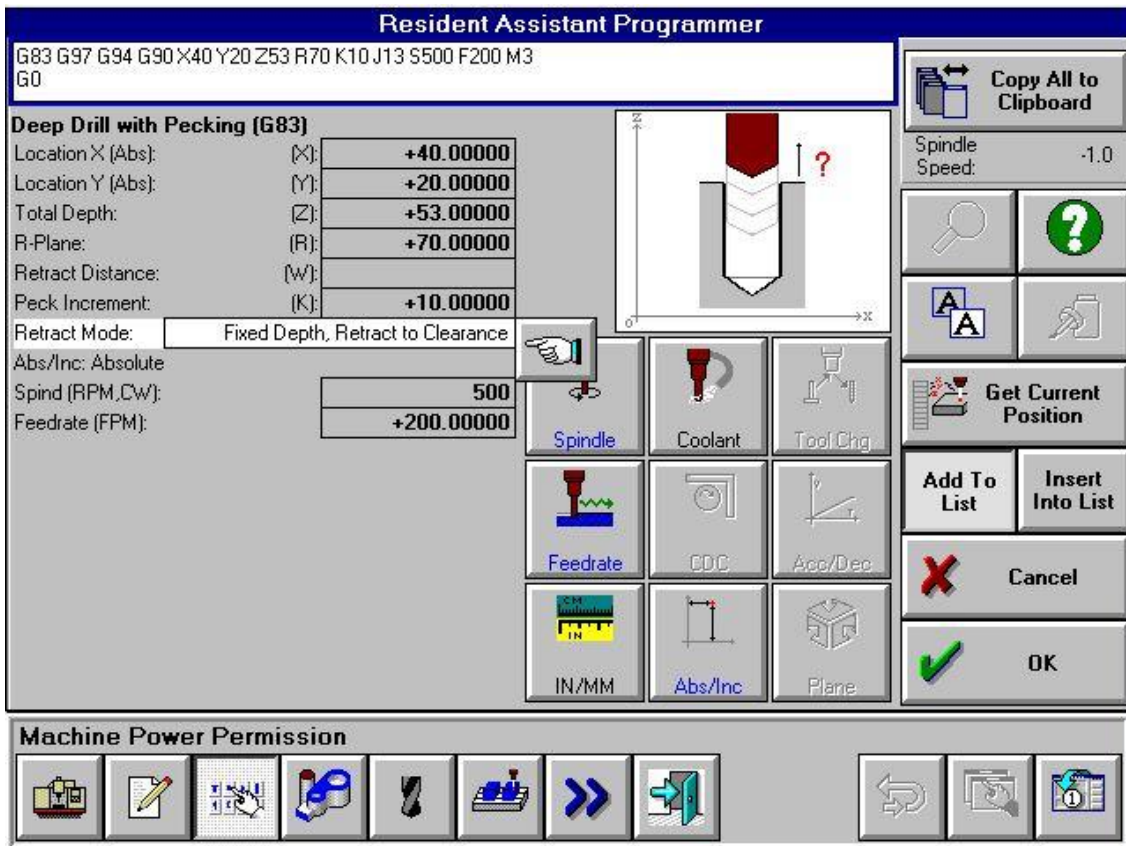 Resident Assistant Programmer
G83 G97 G94 G90 X40 Y20 Z53 R70 K10 J13 S500 F200 M3
G0
Deep Drill with Pecking (G83)
Location X (Abs): (X): +40.00000
Location Y (Abs): (Y): +20.00000
Total Depth: (Z): +53.00000
R-Plane: (R): +70.00000
Retract Distance: (W):
Peck Increment: (K): +10.00000
Retract Mode: Fixed Depth, Retract to Clearance
Abs/Inc: Absolute
Spind (RPM,CW): 500
Feedrate (FPM): +200.00000
Z
?
0
X
Spindle
Coolant
Tool Chg
Feedrate
CDC
Acc/Dec
CM
IN
IN/MM
Abs/Inc
Plane
Copy All to
Clipboard
Spindle
Speed: -1.0
?
A
A
Get Current
Position
Add To
List
Insert
Into List
Cancel
OK
Machine Power Permission
1